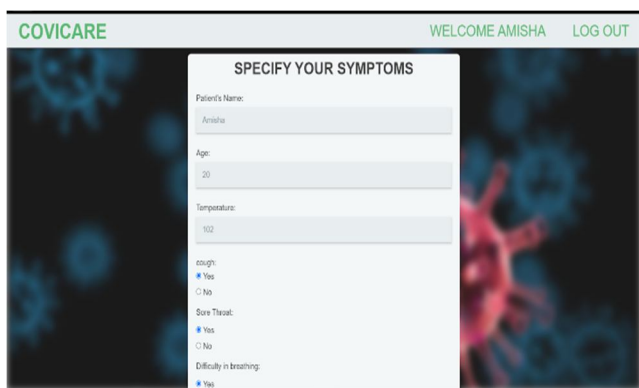 COVICARE WELCOME AMISHA LOG OUT
SPECIFY YOUR SYMPTOMS
Patient's Name:
Amisha
Age:
20
Temperature:
102
cough:
Yes
No
Sore Throat:
Yes
No
Difficulty in breathing:
Yes